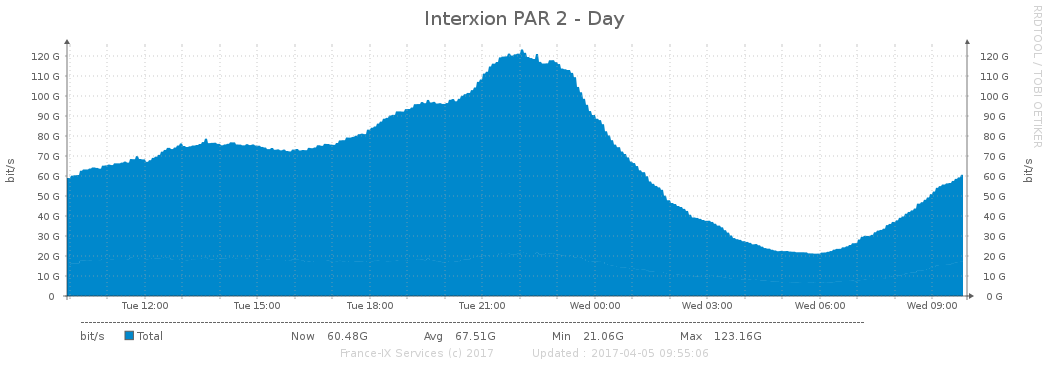 Interxion PAR 2 - Day
RRDTOOL / TOBI OETIKER
bit/s
120 G
110 G
100 G
90 G
80 G
70 G
60 G
50 G
40 G
30 G
20 G
10 G
0
120 G
110 G
100 G
90 G
80 G
70 G
60 G
50 G
40 G
30 G
20 G
10 G
0 G
bit/s
Tue 12:00 Tue 15:00 Tue 18:00 Tue 21:00 Wed 00:00 Wed 03:00 Wed 06:00 Wed 09:00
bit/s Total Now 60.48G Avg 67.51G Min 21.06G Max 123.16G
France-IX Services (c) 2017 Updated : 2017-04-05 09:55:06